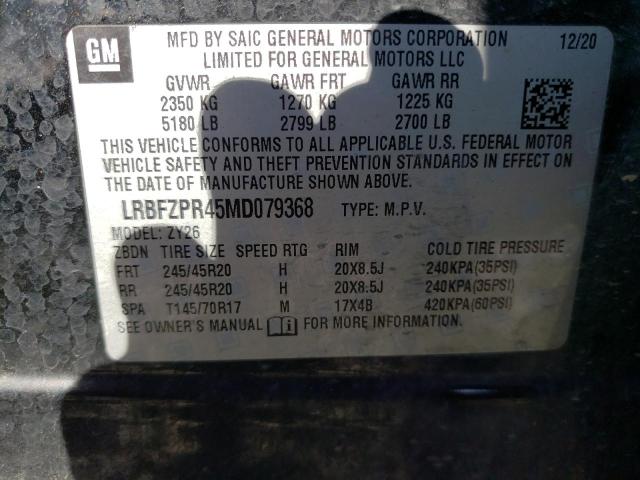 GM
MFD BY SAIC GENERAL MOTORS CORPORATION 12/20
LIMITED FOR GENERAL MOTORS LLC
GVWR GAWR FRT GAWR RR
2350 KG 1270 KG 1225 KG
5180 LB 2799 LB 2700 LB
THIS VEHICLE CONFORMS TO ALL APPLICABLE U.S. FEDERAL MOTOR
VEHICLE SAFETY AND THEFT PREVENTION STANDARDS IN EFFECT ON
THE DATE OF MANUFACTURE SHOWN ABOVE.
LRBFZPR45MD079368 TYPE: M.P.V.
MODEL: ZY26
ZBDN TIRE SIZE SPEED RTG RIM COLD TIRE PRESSURE
FRT 245/45R20 H 20X8.5J 240KPA(35PSI)
RR 245/45R20 H 20X8.5J 240KPA(35PSI)
SPA T145/70R17 M 17X4B 420KPA(60PSI)
SEE OWNER'S MANUAL FOR MORE INFORMATION.